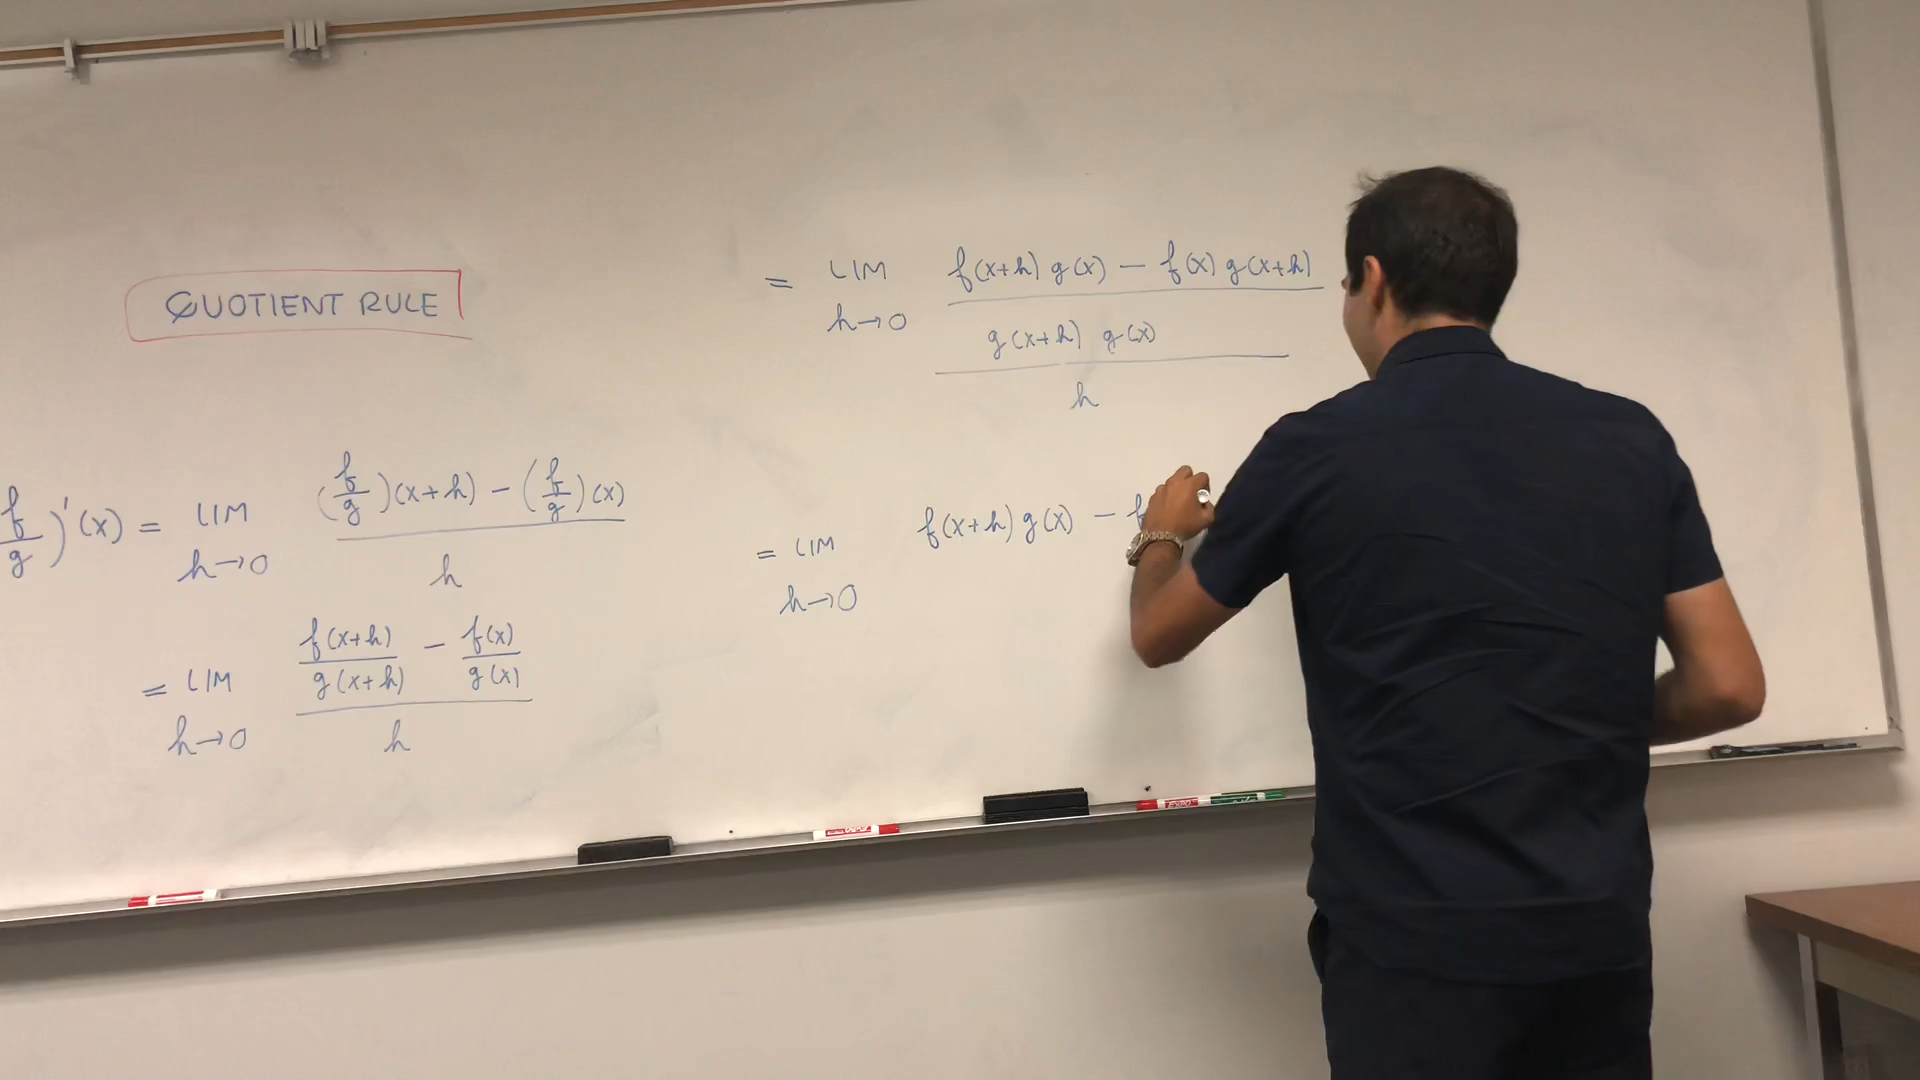 QUOTIENT RULE
(f/g)'(x) = LIM h→0 ((f/g)(x+h) − (f/g)(x)) / h
= LIM h→0 (f(x+h)/g(x+h) − f(x)/g(x)) / h
= LIM h→0 ((f(x+h) g(x) − f(x) g(x+h)) / (g(x+h) g(x))) / h
= LIM h→0 f(x+h) g(x) − f